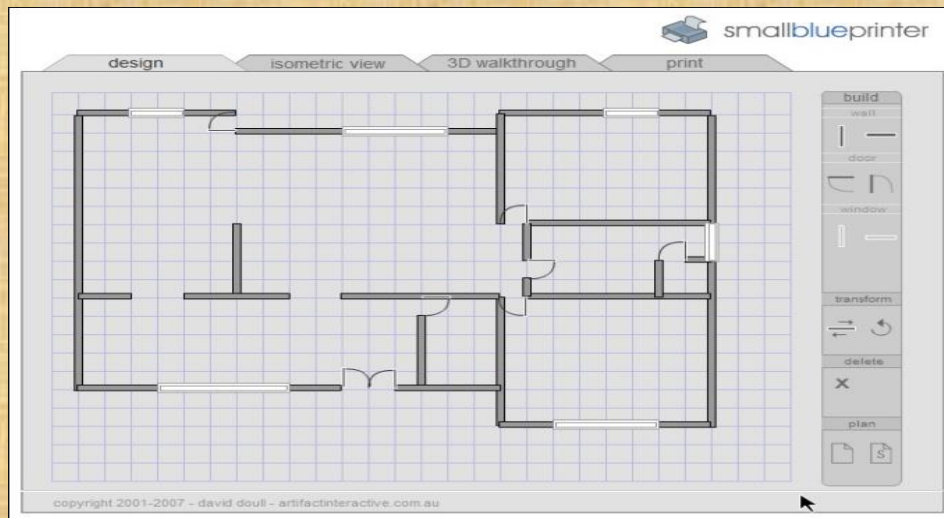 smallblueprinter
design isometric view 3D walkthrough print
build
wall
door
window
transform
delete
X
plan
S
copyright 2001-2007 - david doull - artifactinteractive.com.au